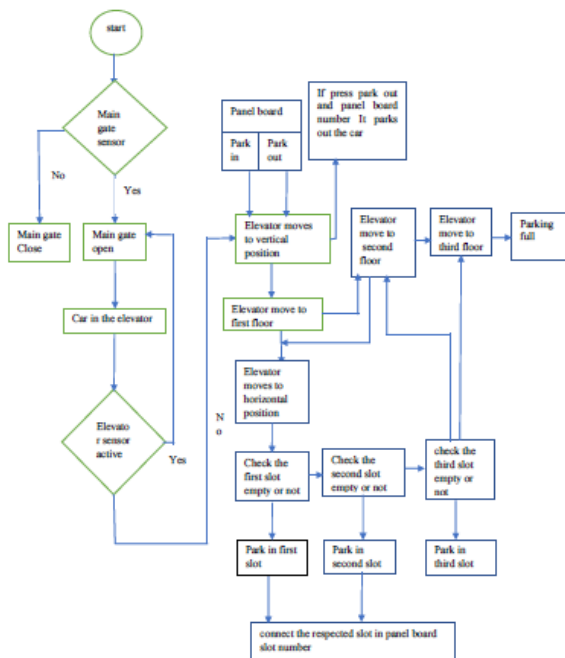 start
Main
gate
sensor
No
Yes
Main gate
Close
Main gate
open
Car in the elevator
Elevato
r sensor
active
Yes
Panel board
Park
in
Park
out
If press park out
and panel board
number It parks
out the car
Elevator moves
to vertical
position
Elevator
move to
second
floor
Elevator
move to
third floor
Parking
full
Elevator move to
first floor
Elevator
moves to
horizontal
position
N
o
Check the
first slot
empty or not
Check the
second slot
empty or not
check the
third slot
empty or
not
Park in first
slot
Park in
second slot
Park in
third slot
connect the respected slot in panel board
slot number